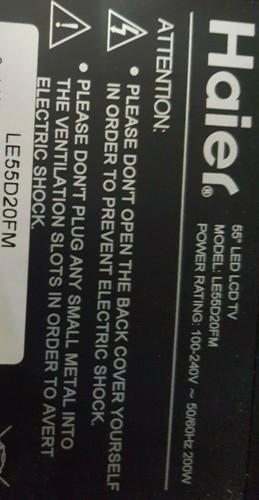 Haier®
55" LED LCD TV
MODEL: LE55D20FM
POWER RATING: 100-240V ~ 50/60Hz 200W
ATTENTION:
• PLEASE DON'T OPEN THE BACK COVER YOURSELF
IN ORDER TO PREVENT ELECTRIC SHOCK.
• PLEASE DON'T PLUG ANY SMALL METAL INTO
THE VENTILATION SLOTS IN ORDER TO AVERT
ELECTRIC SHOCK.
LE55D20FM